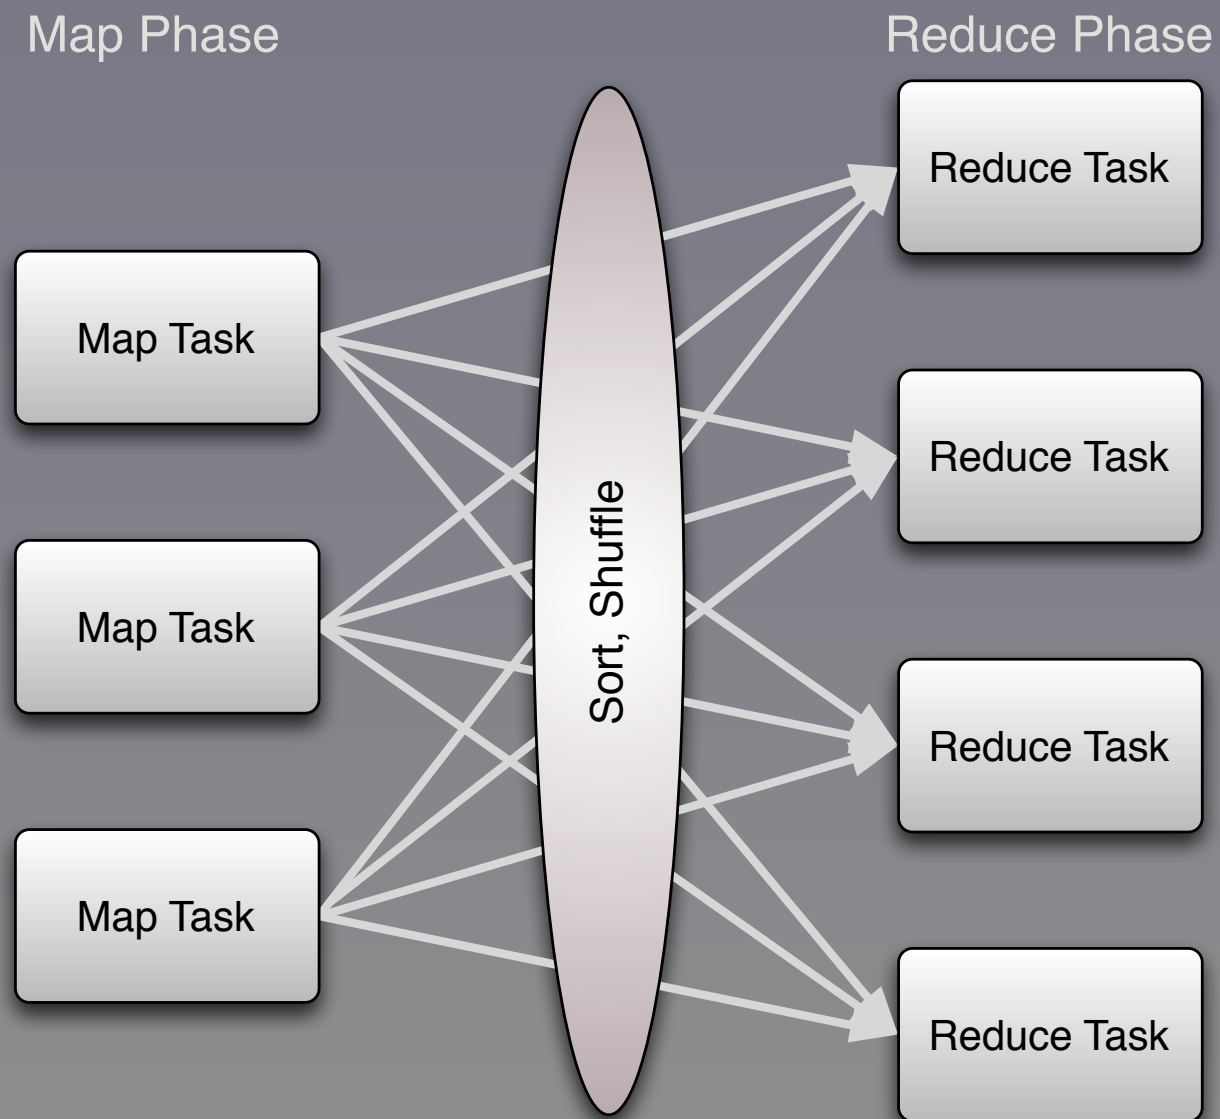 Map Phase
Reduce Phase
Map Task
Map Task
Map Task
Sort, Shuffle
Reduce Task
Reduce Task
Reduce Task
Reduce Task